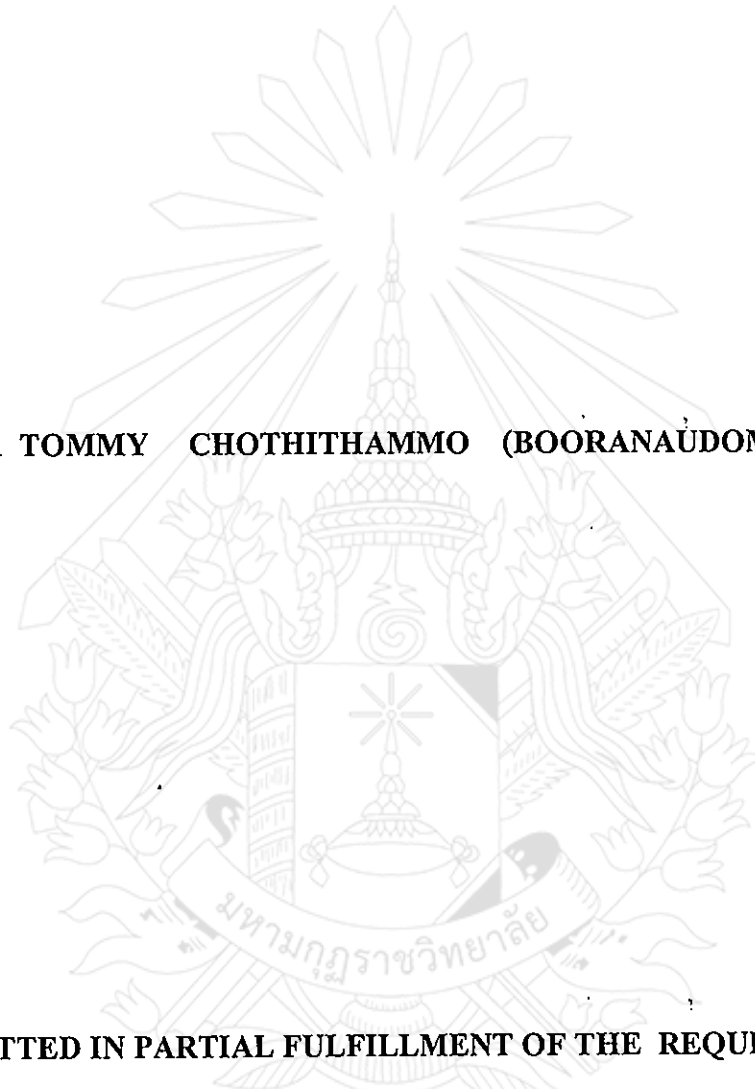 TOMMY CHOTHITHAMMO (BOORANAUDOM
มหามกุฏราชวิทยาลัย
TTED IN PARTIAL FULFILLMENT OF THE REQU